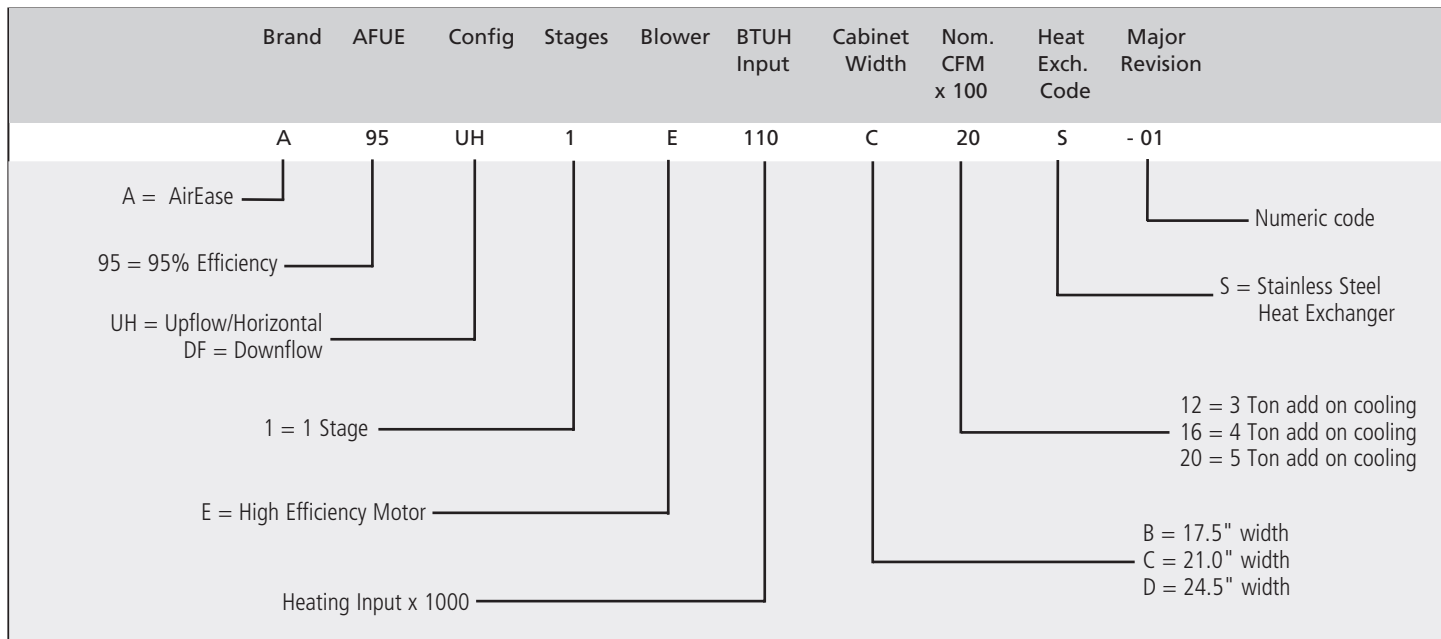 Brand AFUE Config Stages Blower BTUH Input Cabinet Width Nom. CFM x 100 Heat Exch. Code Major Revision
A 95 UH 1 E 110 C 20 S - 01
A = AirEase
Numeric code
95 = 95% Efficiency
S = Stainless Steel
Heat Exchanger
UH = Upflow/Horizontal
DF = Downflow
1 = 1 Stage
12 = 3 Ton add on cooling
16 = 4 Ton add on cooling
20 = 5 Ton add on cooling
E = High Efficiency Motor
B = 17.5" width
C = 21.0" width
D = 24.5" width
Heating Input x 1000